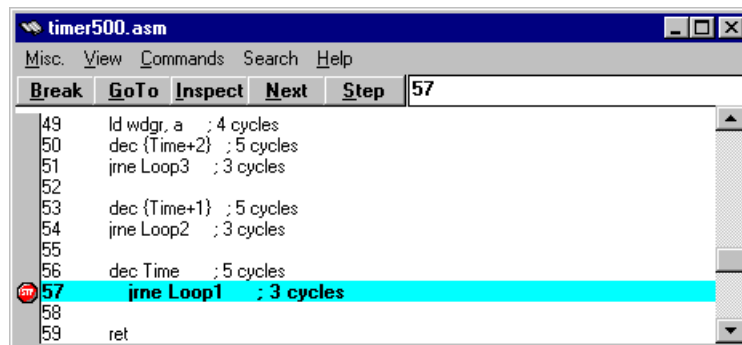 timer500.asm
Misc. View Commands Search Help
Break GoTo Inspect Next Step 57
49 ld wdgr, a ; 4 cycles
50 dec {Time+2} ; 5 cycles
51 jrne Loop3 ; 3 cycles
52
53 dec {Time+1} ; 5 cycles
54 jrne Loop2 ; 3 cycles
55
56 dec Time ; 5 cycles
STP 57 jrne Loop1 ; 3 cycles
58
59 ret